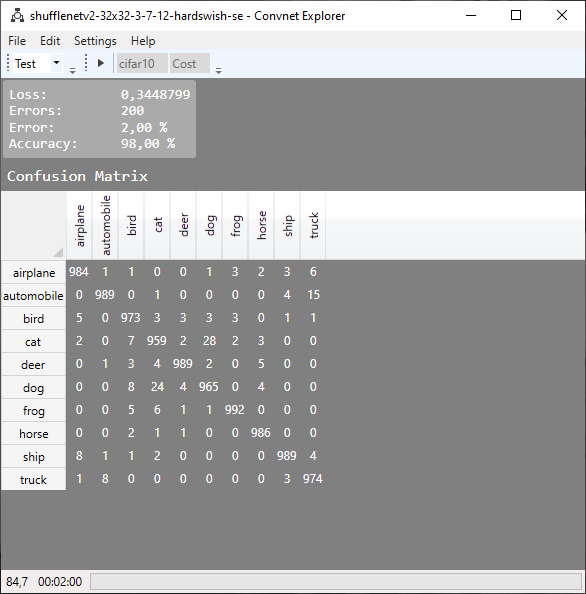 shufflenetv2-32x32-3-7-12-hardswish-se - Convnet Explorer
File Edit Settings Help
Test cifar10 Cost
Loss: 0,3448799
Errors: 200
Error: 2,00 %
Accuracy: 98,00 %
Confusion Matrix
airplane automobile bird cat deer dog frog horse ship truck
airplane 984 1 1 0 0 1 3 2 3 6
automobile 0 989 0 1 0 0 0 0 4 15
bird 5 0 973 3 3 3 3 0 1 1
cat 2 0 7 959 2 28 2 3 0 0
deer 0 1 3 4 989 2 0 5 0 0
dog 0 0 8 24 4 965 0 4 0 0
frog 0 0 5 6 1 1 992 0 0 0
horse 0 0 2 1 1 0 0 986 0 0
ship 8 1 1 2 0 0 0 0 989 4
truck 1 8 0 0 0 0 0 0 3 974
84,7 00:02:00